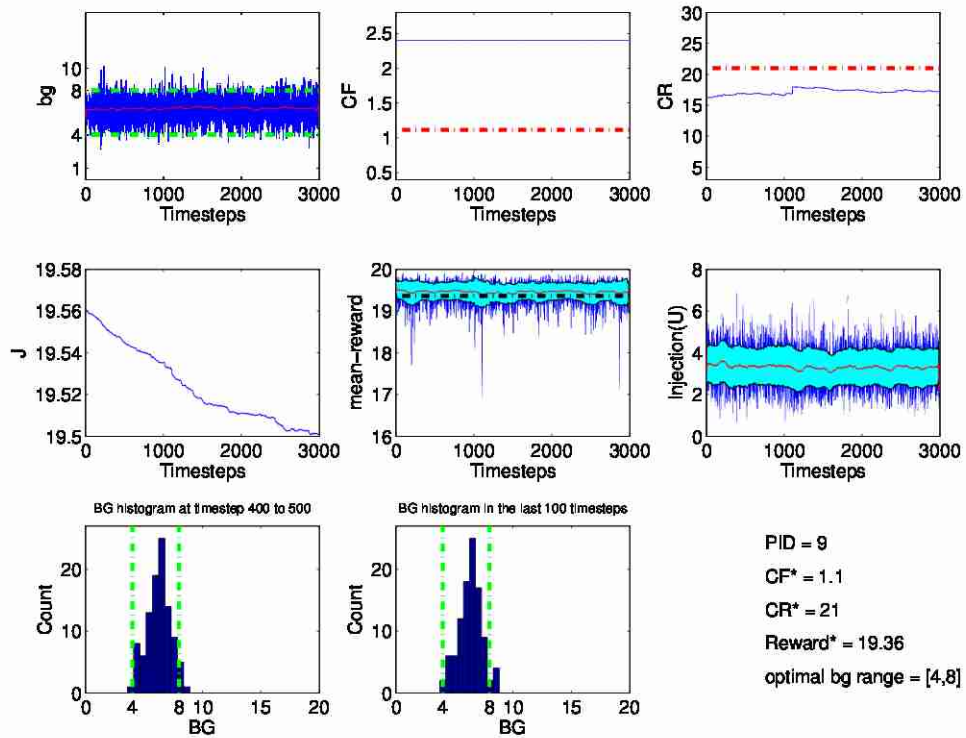 bg
10
8
4
1
0 1000 2000 3000
Timesteps
CF
2.5
2
1.5
1
0.5
0 1000 2000 3000
Timesteps
CR
30
25
20
15
10
5
0 1000 2000 3000
Timesteps
J
19.58
19.56
19.54
19.52
19.5
0 1000 2000 3000
Timesteps
mean-reward
20
19
18
17
16
0 1000 2000 3000
Timesteps
Injection(U)
8
6
4
2
0
0 1000 2000 3000
Timesteps
BG histogram at timestep 400 to 500
Count
20
10
0
4 8 10 15 20
BG
BG histogram in the last 100 timesteps
Count
20
10
0
4 8 10 15 20
BG
PID = 9
CF* = 1.1
CR* = 21
Reward* = 19.36
optimal bg range = [4,8]